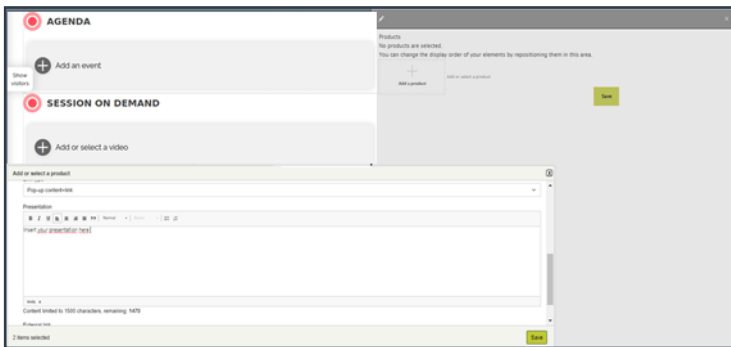 AGENDA
Add an event
Show
visitors
SESSION ON DEMAND
Add or select a video
Products
No products are selected.
You can change the display order of your elements by repositioning them in this area.
Add a product
Add or select a product
Save
Add or select a product
Pop-up content+link
Presentation
Normal
Insert your presentation here
Content limited to 1500 characters, remaining: 1470
External link
2 items selected
Save